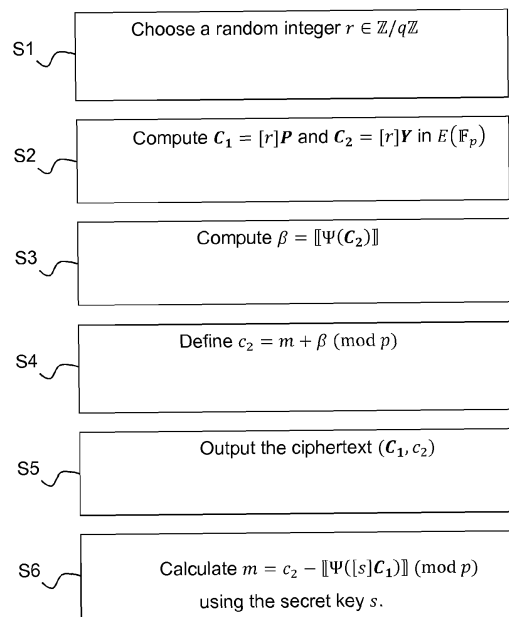 S1 Choose a random integer r ∈ ℤ/qℤ
S2 Compute C₁ = [r]P and C₂ = [r]Y in E(𝔽ₚ)
S3 Compute β = ⟦Ψ(C₂)⟧
S4 Define c₂ = m + β (mod p)
S5 Output the ciphertext (C₁, c₂)
S6 Calculate m = c₂ − ⟦Ψ([s]C₁)⟧ (mod p)
using the secret key s.